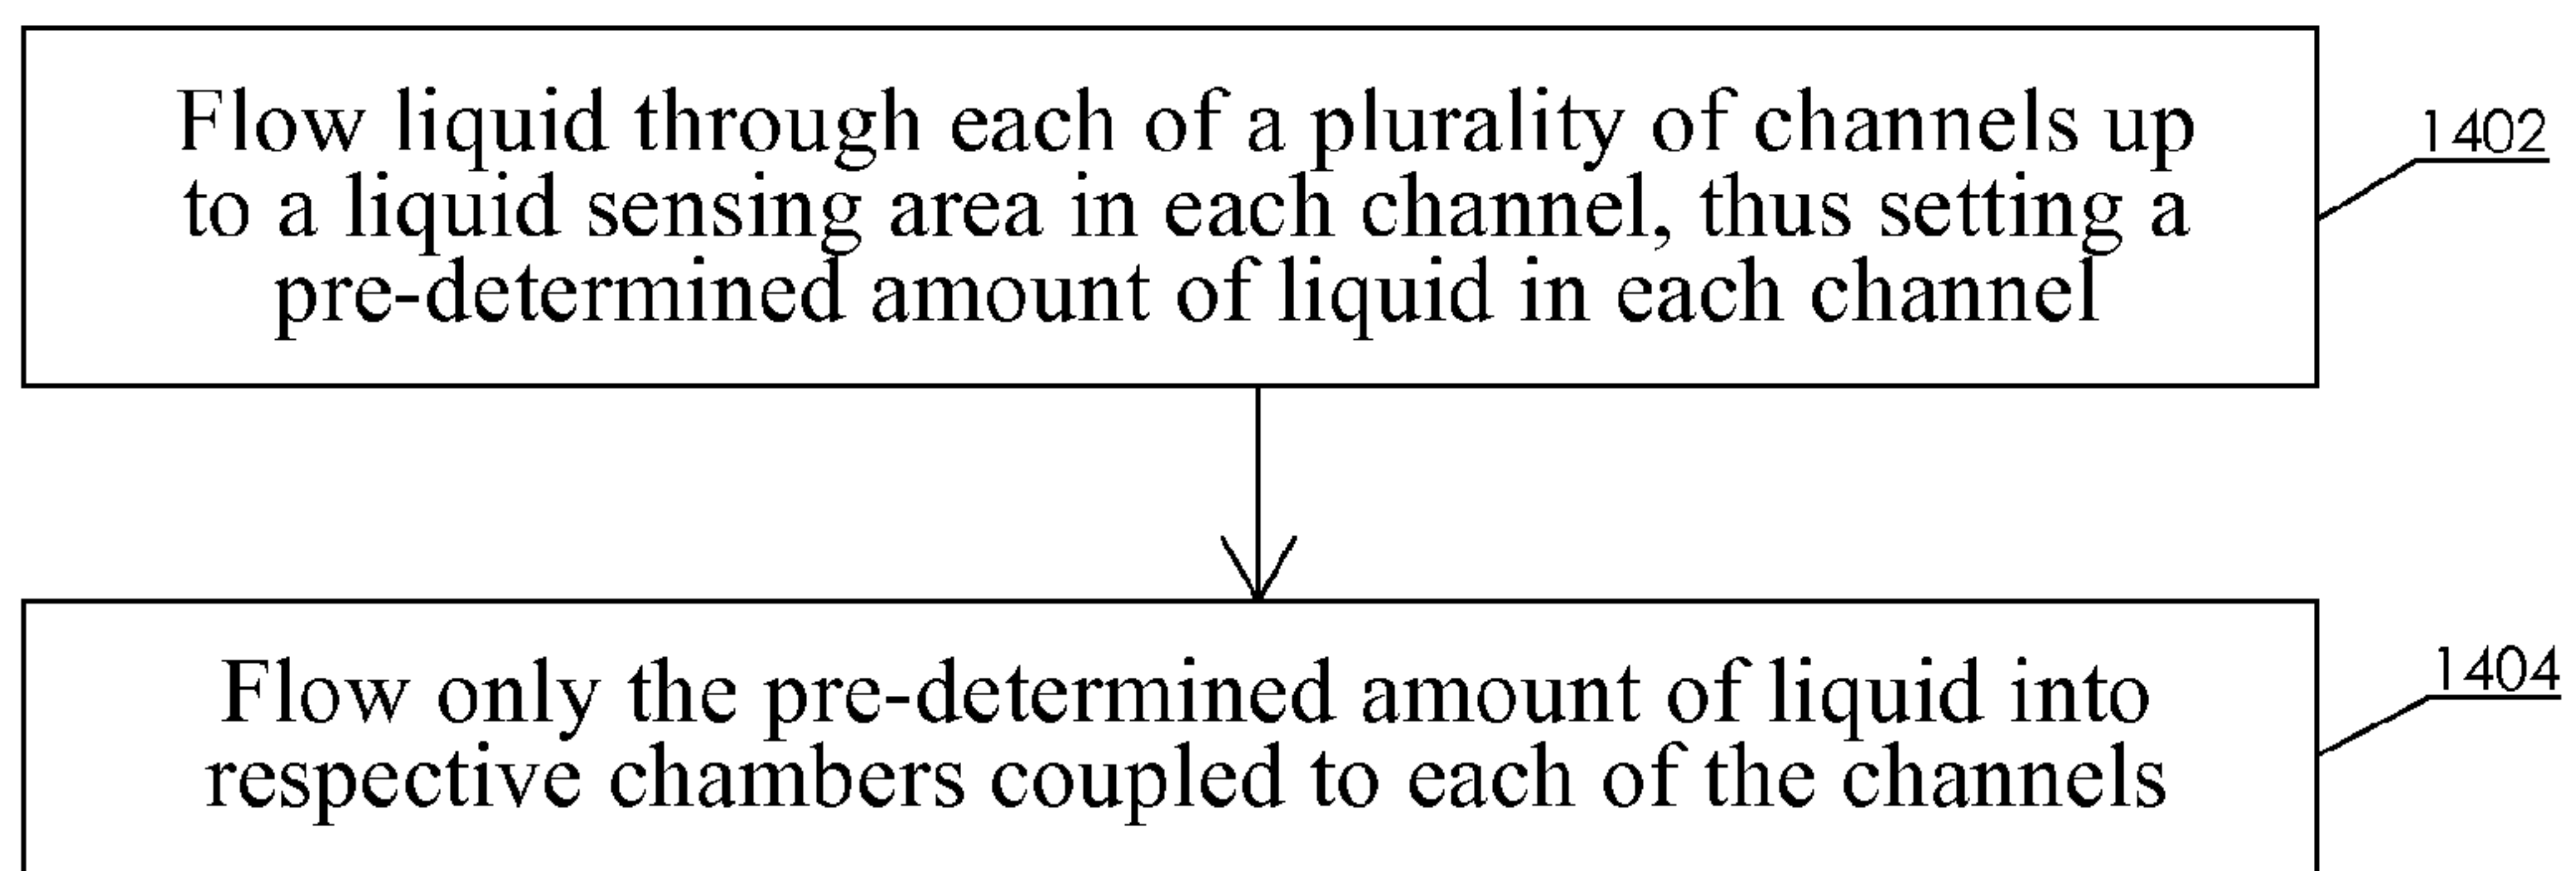 Flow liquid through each of a plurality of channels up
to a liquid sensing area in each channel, thus setting a
pre-determined amount of liquid in each channel
1402
Flow only the pre-determined amount of liquid into
respective chambers coupled to each of the channels
1404